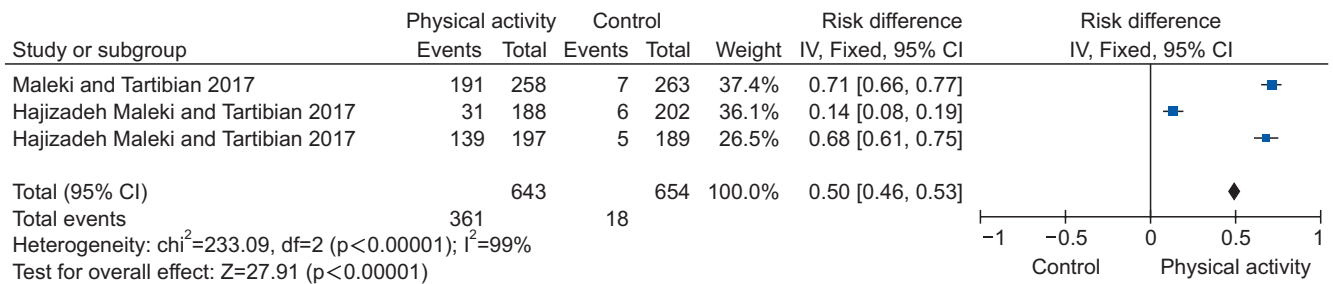 Physical activity Control Risk difference Risk difference
Study or subgroup Events Total Events Total Weight IV, Fixed, 95% CI IV, Fixed, 95% CI
Maleki and Tartibian 2017 191 258 7 263 37.4% 0.71 [0.66, 0.77]
Hajizadeh Maleki and Tartibian 2017 31 188 6 202 36.1% 0.14 [0.08, 0.19]
Hajizadeh Maleki and Tartibian 2017 139 197 5 189 26.5% 0.68 [0.61, 0.75]
Total (95% CI) 643 654 100.0% 0.50 [0.46, 0.53]
Total events 361 18
Heterogeneity: chi²=233.09, df=2 (p<0.00001); I²=99%
Test for overall effect: Z=27.91 (p<0.00001)
−1 −0.5 0 0.5 1
Control Physical activity